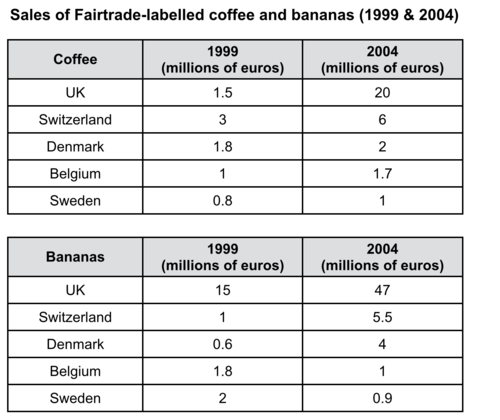 Sales of Fairtrade-labelled coffee and bananas (1999 & 2004)
Coffee 1999 2004
(millions of euros) (millions of euros)
UK 1.5 20
Switzerland 3 6
Denmark 1.8 2
Belgium 1 1.7
Sweden 0.8 1
Bananas 1999 2004
(millions of euros) (millions of euros)
UK 15 47
Switzerland 1 5.5
Denmark 0.6 4
Belgium 1.8 1
Sweden 2 0.9